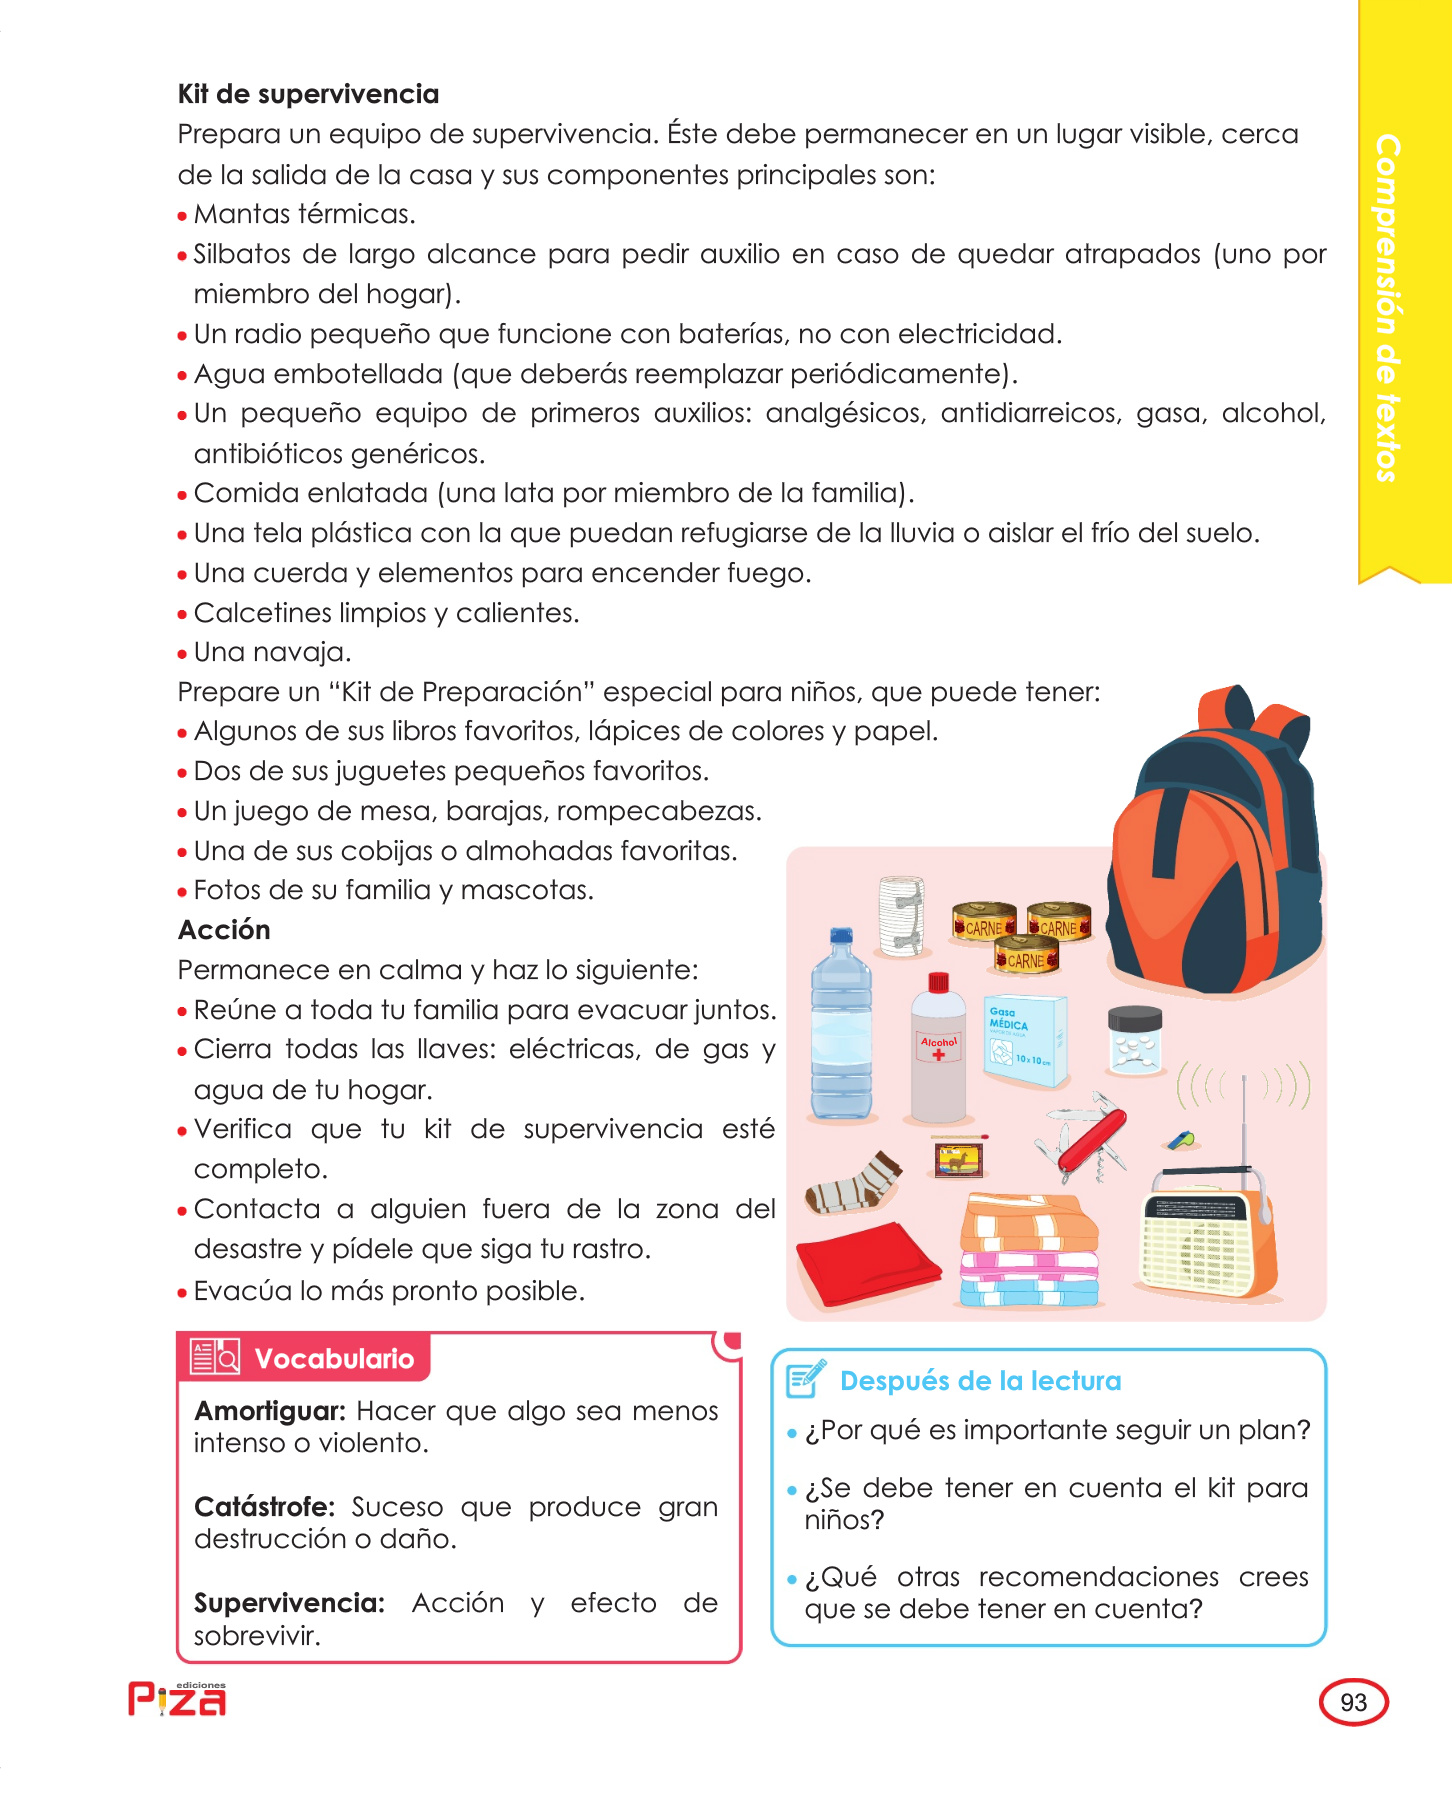 Kit de supervivencia
Prepara un equipo de supervivencia. Éste debe permanecer en un lugar visible, cerca
de la salida de la casa y sus componentes principales son:
• Mantas térmicas.
• Silbatos de largo alcance para pedir auxilio en caso de quedar atrapados (uno por
miembro del hogar).
• Un radio pequeño que funcione con baterías, no con electricidad.
• Agua embotellada (que deberás reemplazar periódicamente).
• Un pequeño equipo de primeros auxilios: analgésicos, antidiarreicos, gasa, alcohol,
antibióticos genéricos.
• Comida enlatada (una lata por miembro de la familia).
• Una tela plástica con la que puedan refugiarse de la lluvia o aislar el frío del suelo.
• Una cuerda y elementos para encender fuego.
• Calcetines limpios y calientes.
• Una navaja.
Prepare un “Kit de Preparación” especial para niños, que puede tener:
• Algunos de sus libros favoritos, lápices de colores y papel.
• Dos de sus juguetes pequeños favoritos.
• Un juego de mesa, barajas, rompecabezas.
• Una de sus cobijas o almohadas favoritas.
• Fotos de su familia y mascotas.
Acción
Permanece en calma y haz lo siguiente:
• Reúne a toda tu familia para evacuar juntos.
• Cierra todas las llaves: eléctricas, de gas y
agua de tu hogar.
• Verifica que tu kit de supervivencia esté
completo.
• Contacta a alguien fuera de la zona del
desastre y pídele que siga tu rastro.
• Evacúa lo más pronto posible.
CARNE
CARNE
CARNE
Alcohol
Gasa
MÉDICA
10 x 10 cm
Vocabulario
Amortiguar: Hacer que algo sea menos
intenso o violento.
Catástrofe: Suceso que produce gran
destrucción o daño.
Supervivencia: Acción y efecto de
sobrevivir.
Después de la lectura
• ¿Por qué es importante seguir un plan?
• ¿Se debe tener en cuenta el kit para
niños?
• ¿Qué otras recomendaciones crees
que se debe tener en cuenta?
Comprensión de textos
ediciones
Piza
93